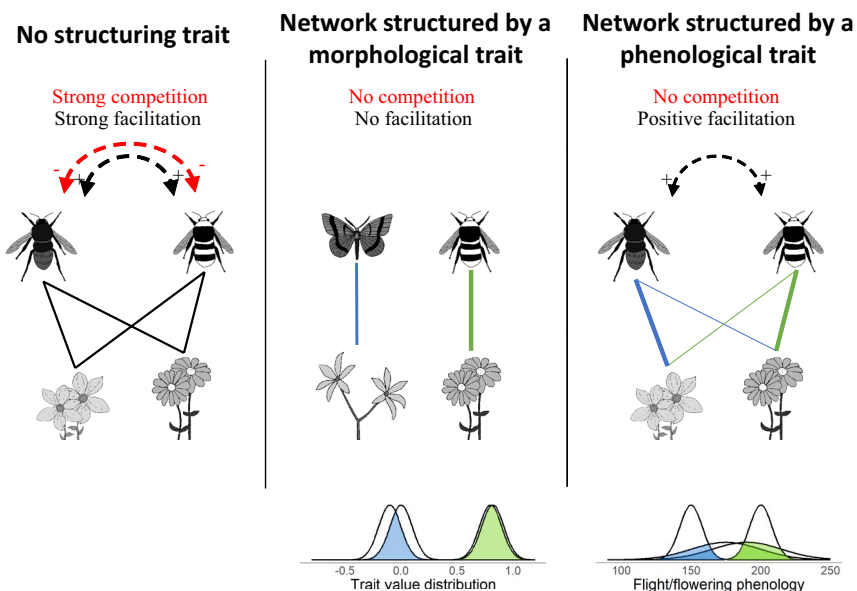 No structuring trait
Strong competition
Strong facilitation
- -
+ +
Network structured by a
morphological trait
No competition
No facilitation
-0.5 0.0 0.5 1.0
Trait value distribution
Network structured by a
phenological trait
No competition
Positive facilitation
+ +
100 150 200 250
Flight/flowering phenology